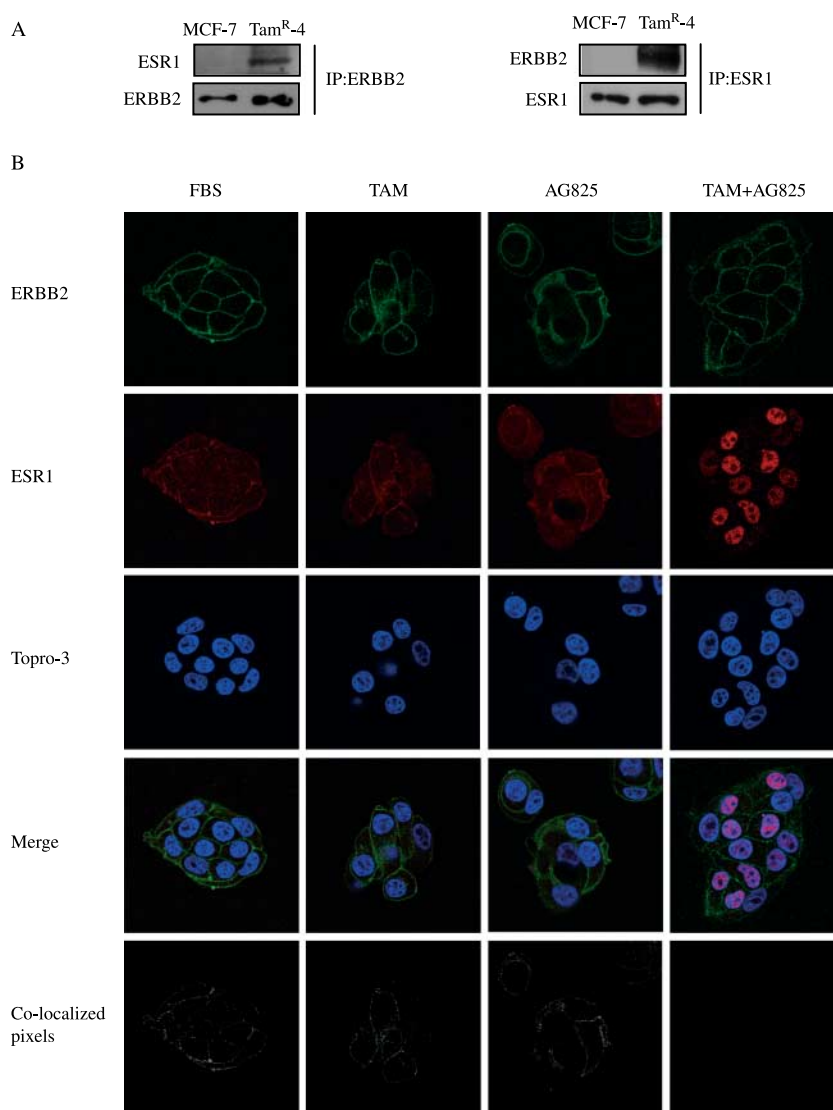 A
MCF-7 Tamᴿ-4
ESR1
ERBB2
IP:ERBB2
MCF-7 Tamᴿ-4
ERBB2
ESR1
IP:ESR1
B
FBS TAM AG825 TAM+AG825
ERBB2
ESR1
Topro-3
Merge
Co-localized
pixels